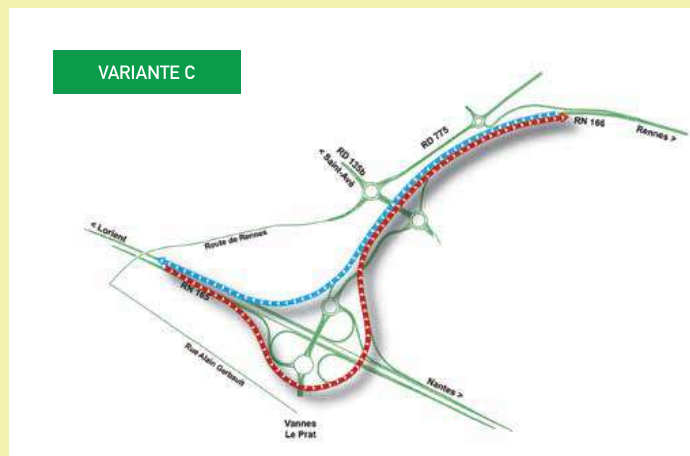 VARIANTE C
RN 166
Rennes >
RD 775
RD 135b
< Saint-Avé
Route de Rennes
< Lorient
RN 165
Rue Alain Gerbault
Nantes >
Vannes
Le Prat